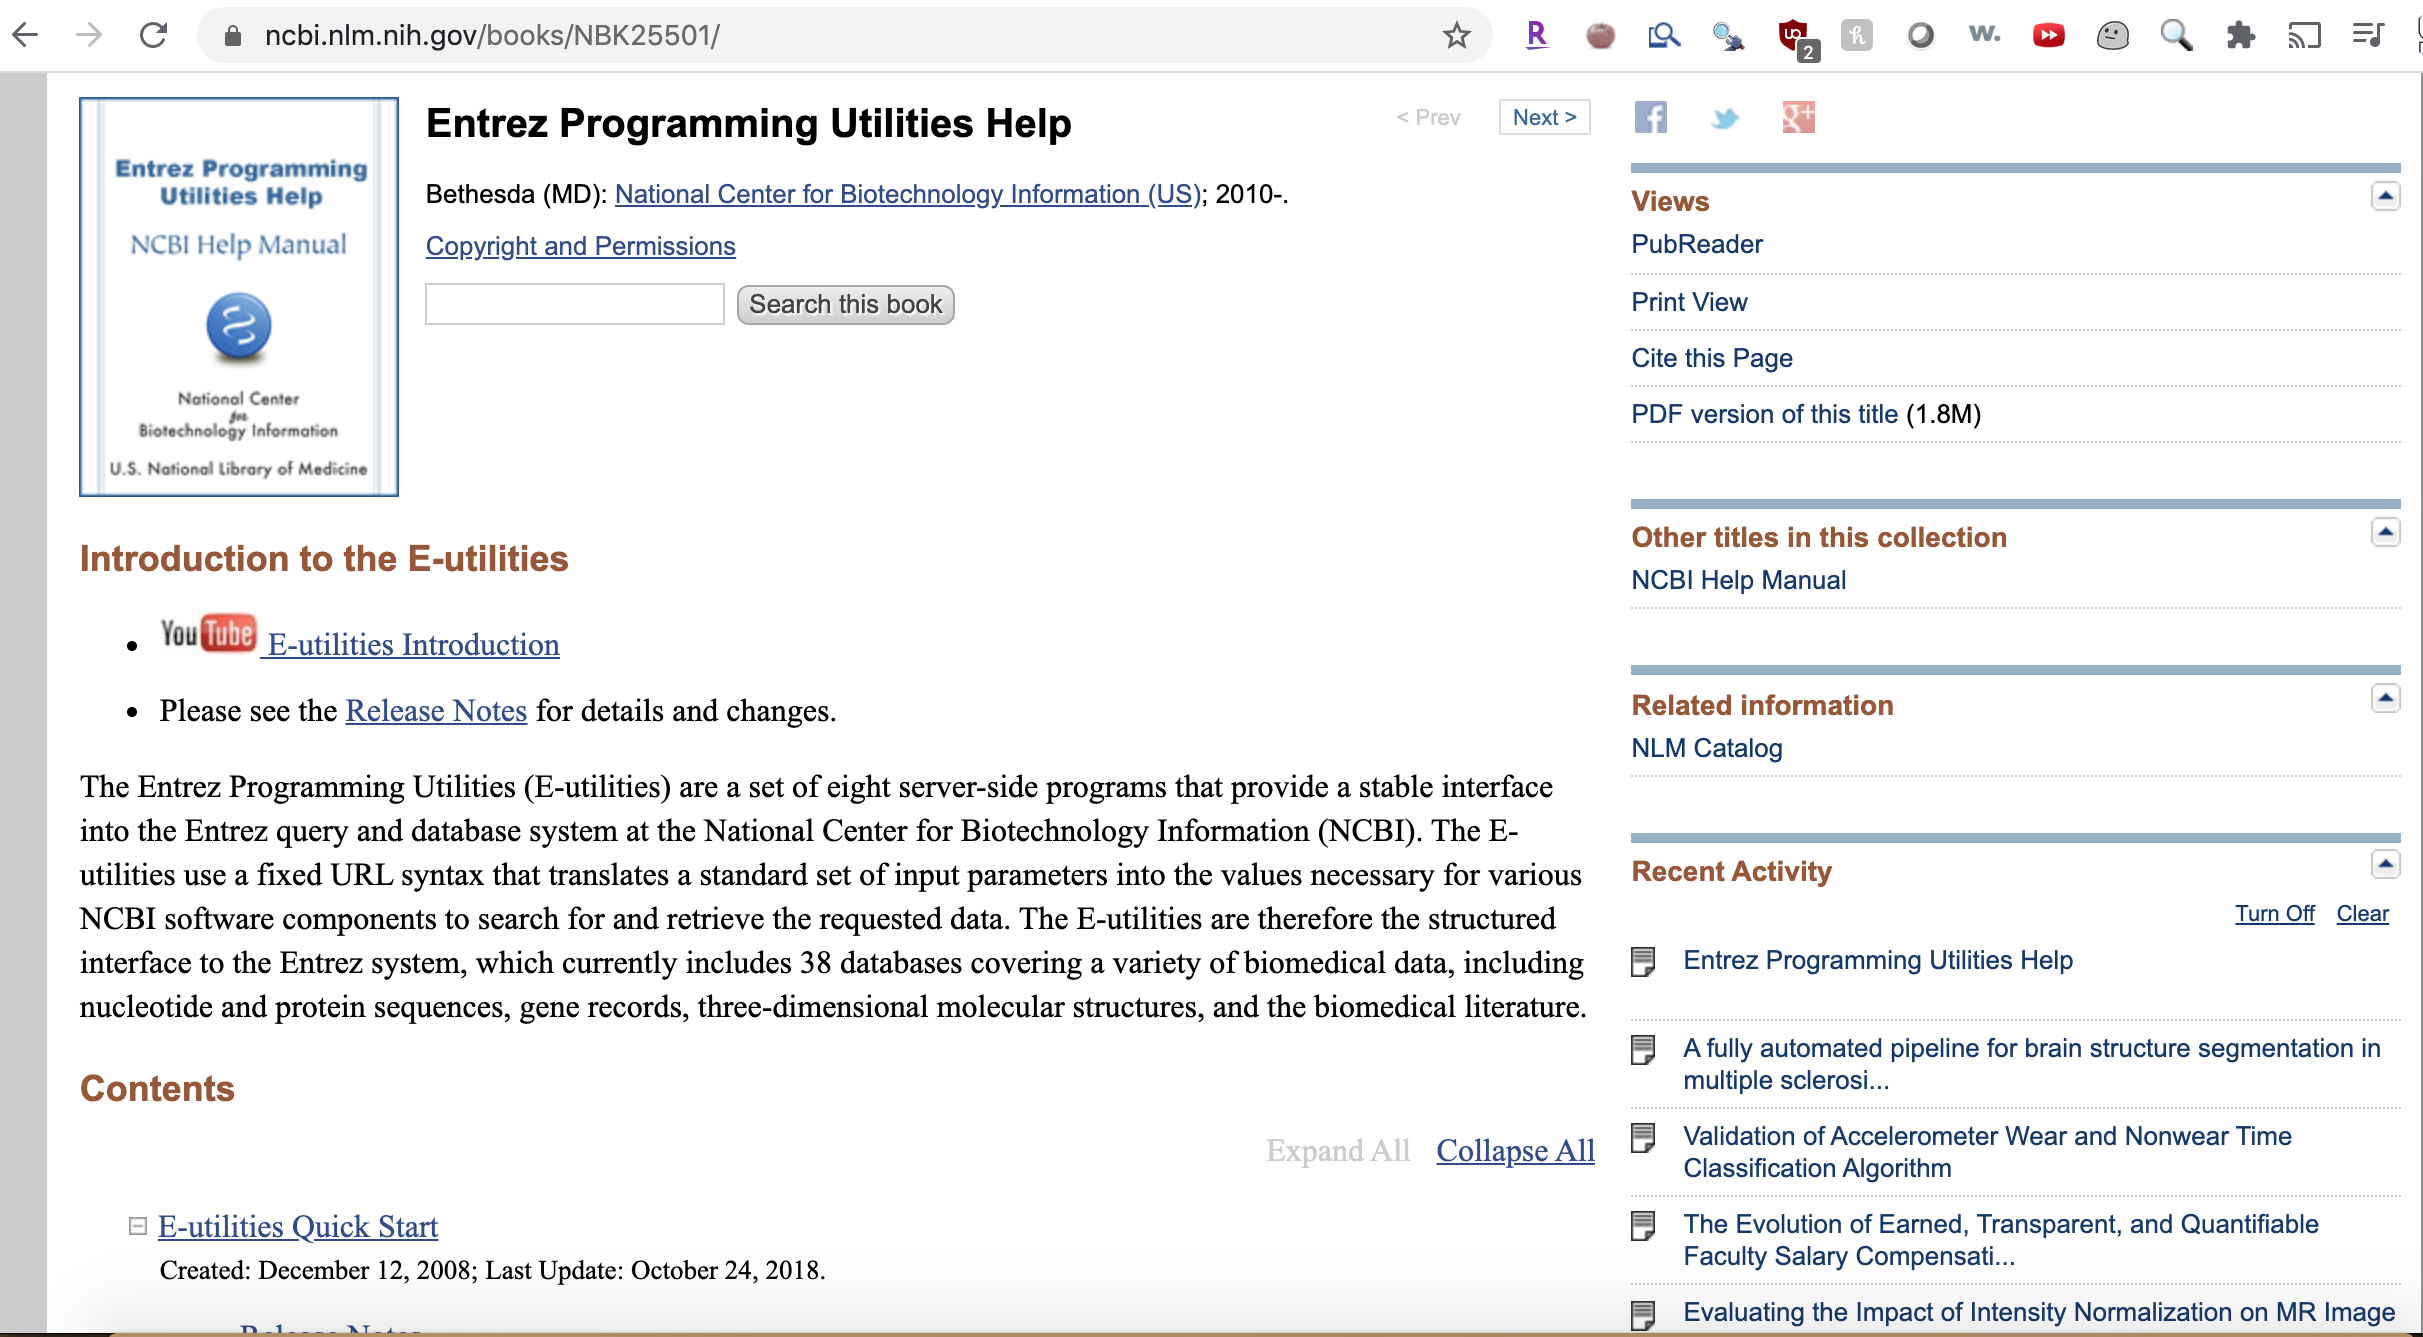 ncbi.nlm.nih.gov/books/NBK25501/
R
2
w.
Entrez Programming
Utilities Help
NCBI Help Manual
National Center
for
Biotechnology Information
U.S. National Library of Medicine
Entrez Programming Utilities Help
< Prev
Next >
Bethesda (MD): National Center for Biotechnology Information (US); 2010-.
Copyright and Permissions
Search this book
Introduction to the E-utilities
• YouTube E-utilities Introduction
• Please see the Release Notes for details and changes.
The Entrez Programming Utilities (E-utilities) are a set of eight server-side programs that provide a stable interface
into the Entrez query and database system at the National Center for Biotechnology Information (NCBI). The E-
utilities use a fixed URL syntax that translates a standard set of input parameters into the values necessary for various
NCBI software components to search for and retrieve the requested data. The E-utilities are therefore the structured
interface to the Entrez system, which currently includes 38 databases covering a variety of biomedical data, including
nucleotide and protein sequences, gene records, three-dimensional molecular structures, and the biomedical literature.
Contents
Expand All Collapse All
E-utilities Quick Start
Created: December 12, 2008; Last Update: October 24, 2018.
Release Notes
f
g+
Views
PubReader
Print View
Cite this Page
PDF version of this title (1.8M)
Other titles in this collection
NCBI Help Manual
Related information
NLM Catalog
Recent Activity
Turn Off Clear
Entrez Programming Utilities Help
A fully automated pipeline for brain structure segmentation in
multiple sclerosi...
Validation of Accelerometer Wear and Nonwear Time
Classification Algorithm
The Evolution of Earned, Transparent, and Quantifiable
Faculty Salary Compensati...
Evaluating the Impact of Intensity Normalization on MR Image